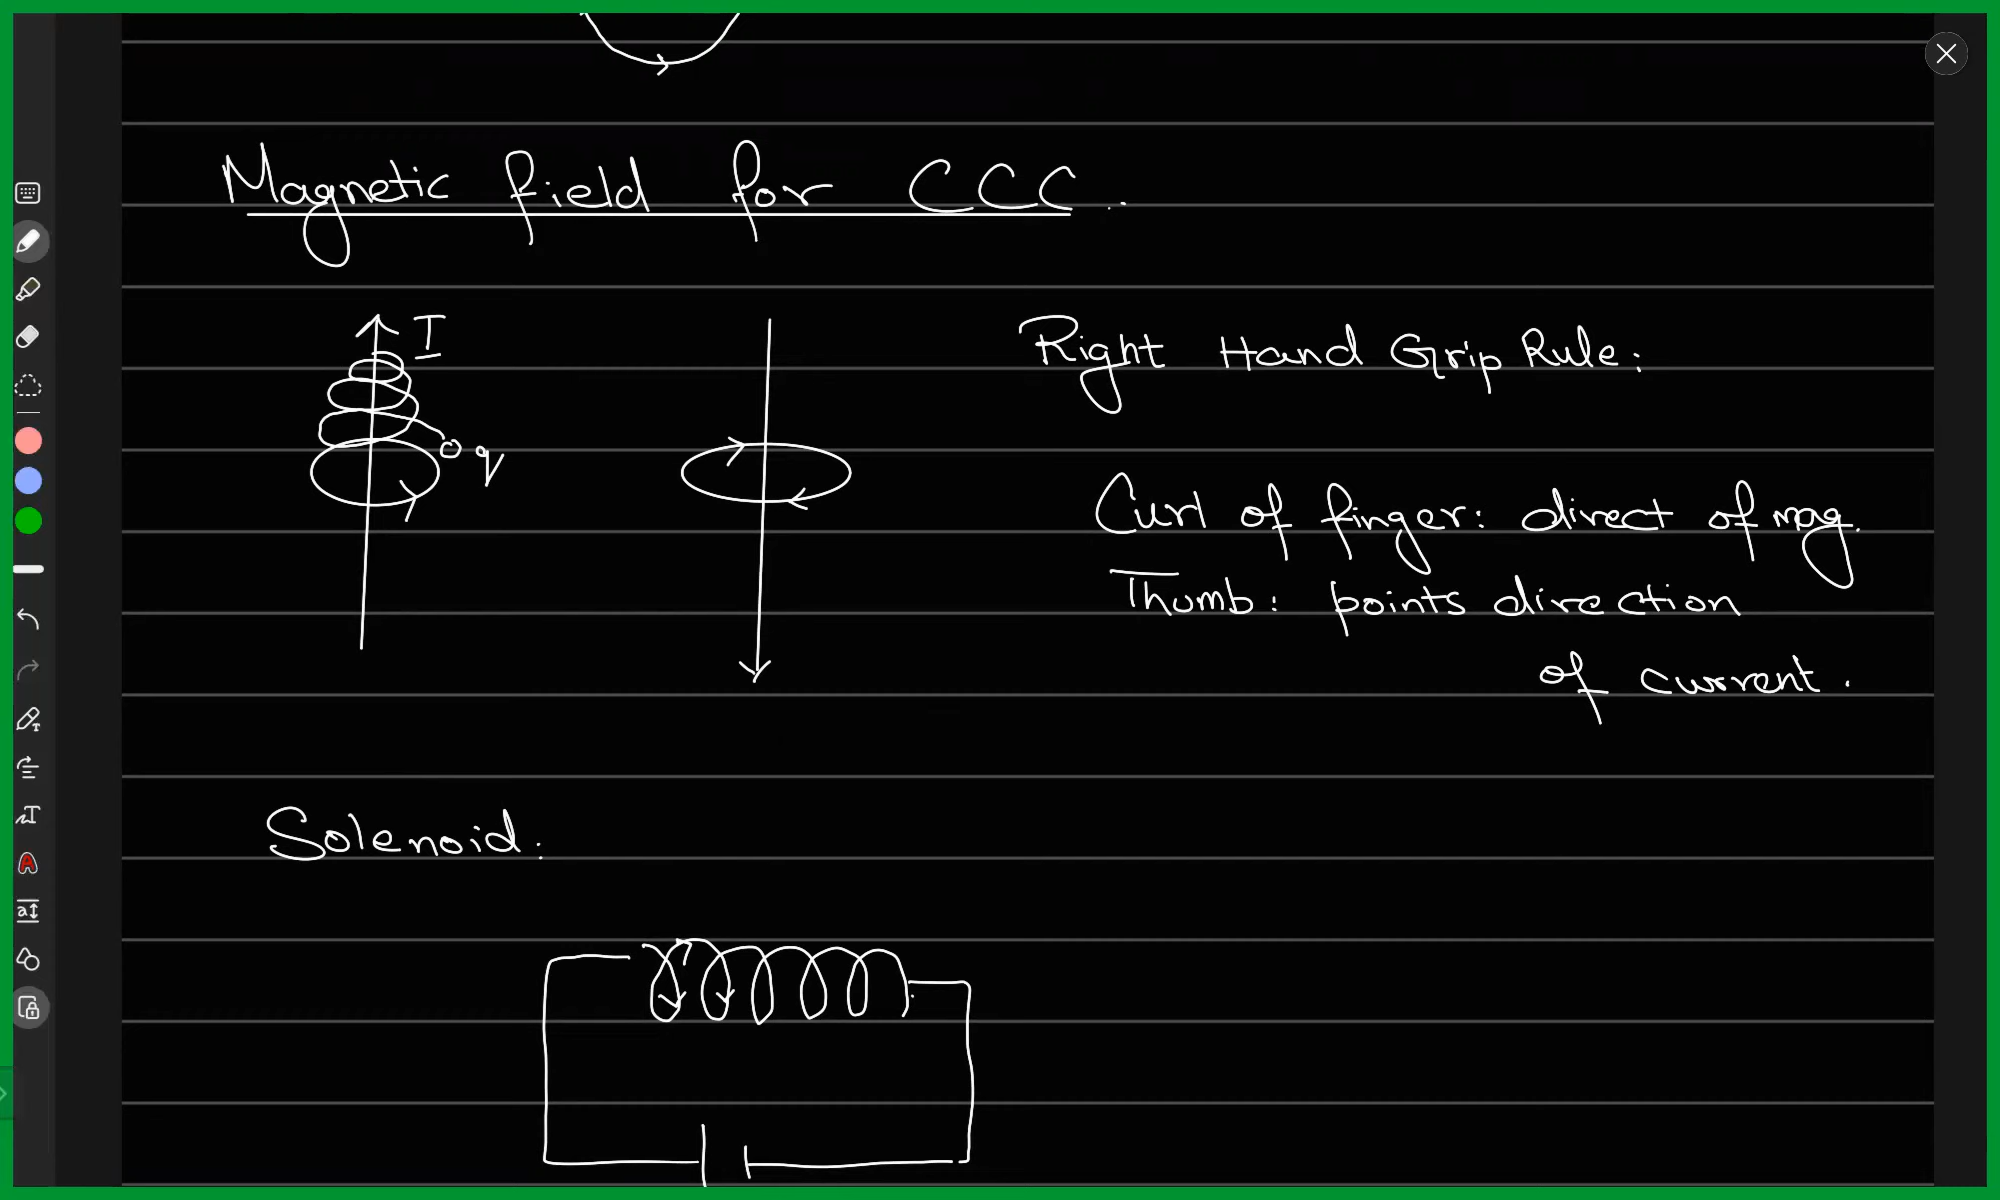 Magnetic field for CCC..
I
q
Right Hand Grip Rule:
Curl of finger: direct of mag.
Thumb: points direction
of current.
Solenoid: